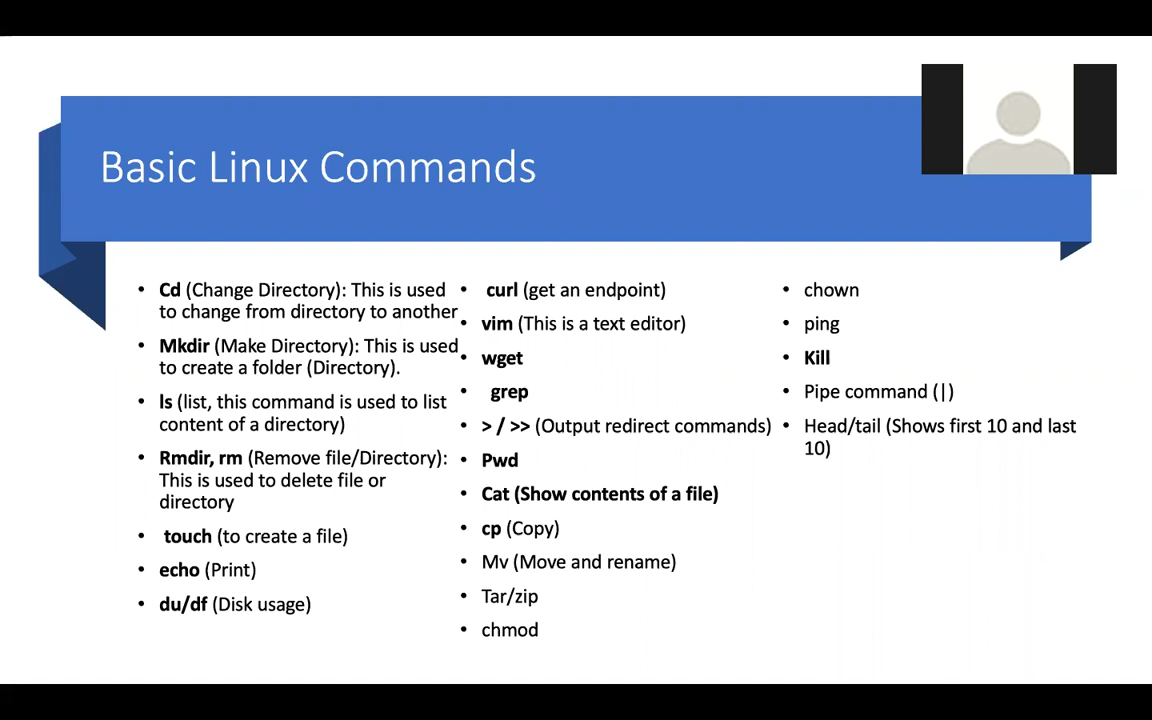 Basic Linux Commands
• Cd (Change Directory): This is used
to change from directory to another
• Mkdir (Make Directory): This is used
to create a folder (Directory).
• ls (list, this command is used to list
content of a directory)
• Rmdir, rm (Remove file/Directory):
This is used to delete file or
directory
• touch (to create a file)
• echo (Print)
• du/df (Disk usage)
• curl (get an endpoint)
• vim (This is a text editor)
• wget
• grep
• > / >> (Output redirect commands)
• Pwd
• Cat (Show contents of a file)
• cp (Copy)
• Mv (Move and rename)
• Tar/zip
• chmod
• chown
• ping
• Kill
• Pipe command (|)
• Head/tail (Shows first 10 and last
10)